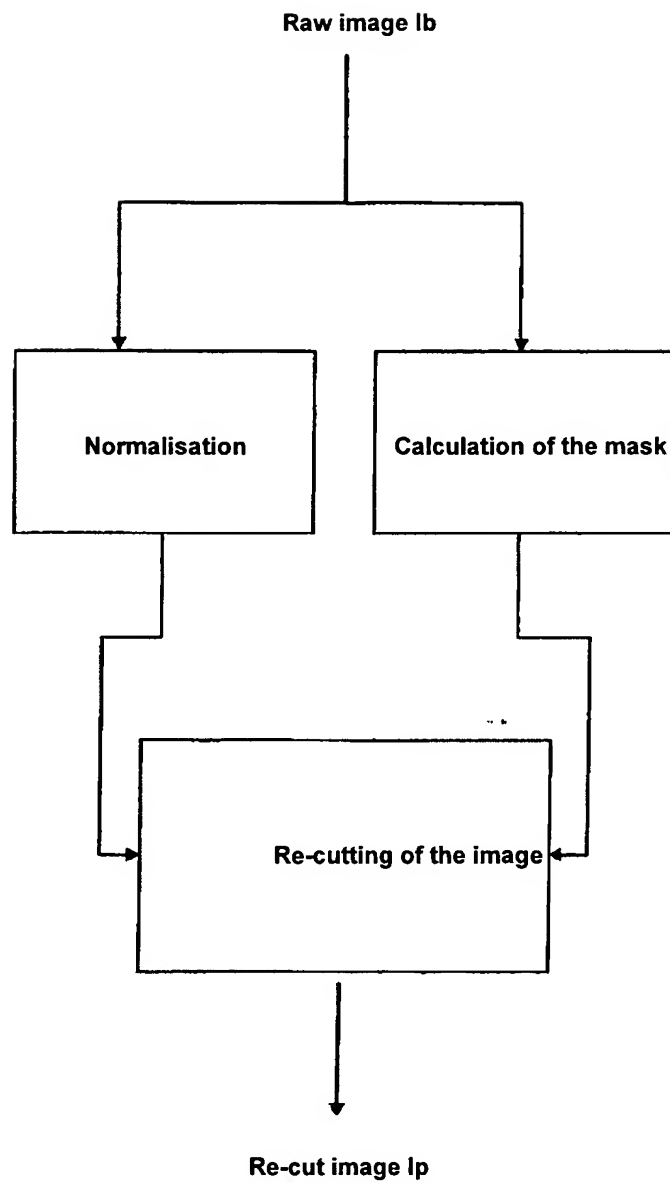 Raw image Ib
Normalisation
Calculation of the mask
Re-cutting of the image
Re-cut image Ip